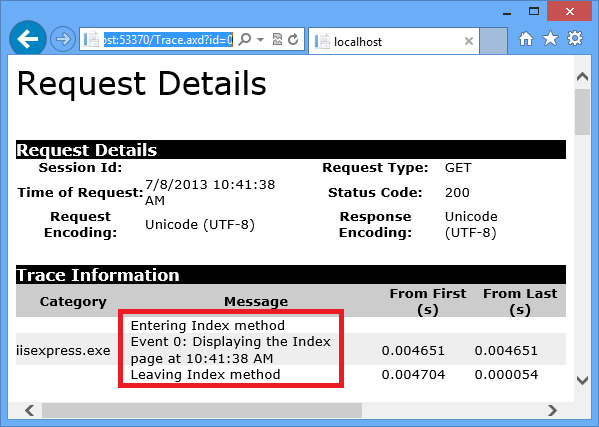 ost:53370/Trace.axd?id=0
localhost
Request Details
Request Details
Session Id: Request Type: GET
Time of Request: 7/8/2013 10:41:38 AM Status Code: 200
Request Encoding: Unicode (UTF-8) Response Encoding: Unicode (UTF-8)
Trace Information
Category Message From First (s) From Last (s)
Entering Index method
iisexpress.exe Event 0: Displaying the Index page at 10:41:38 AM 0.004651 0.004651
Leaving Index method 0.004704 0.000054